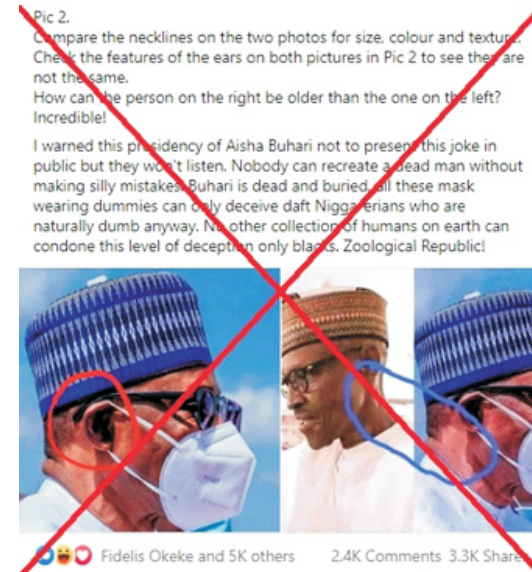 Pic 2.
Compare the necklines on the two photos for size, colour and texture.
Check the features of the ears on both pictures in Pic 2 to see they are
not the same.
How can the person on the right be older than the one on the left?
Incredible!
I warned this presidency of Aisha Buhari not to present this joke in
public but they won't listen. Nobody can recreate a dead man without
making silly mistakes. Buhari is dead and buried, all these mask
wearing dummies can only deceive daft Niggarerians who are
naturally dumb anyway. No other collection of humans on earth can
condone this level of deception only blacks. Zoological Republic!
Fidelis Okeke and 5K others
2.4K Comments 3.3K Shares